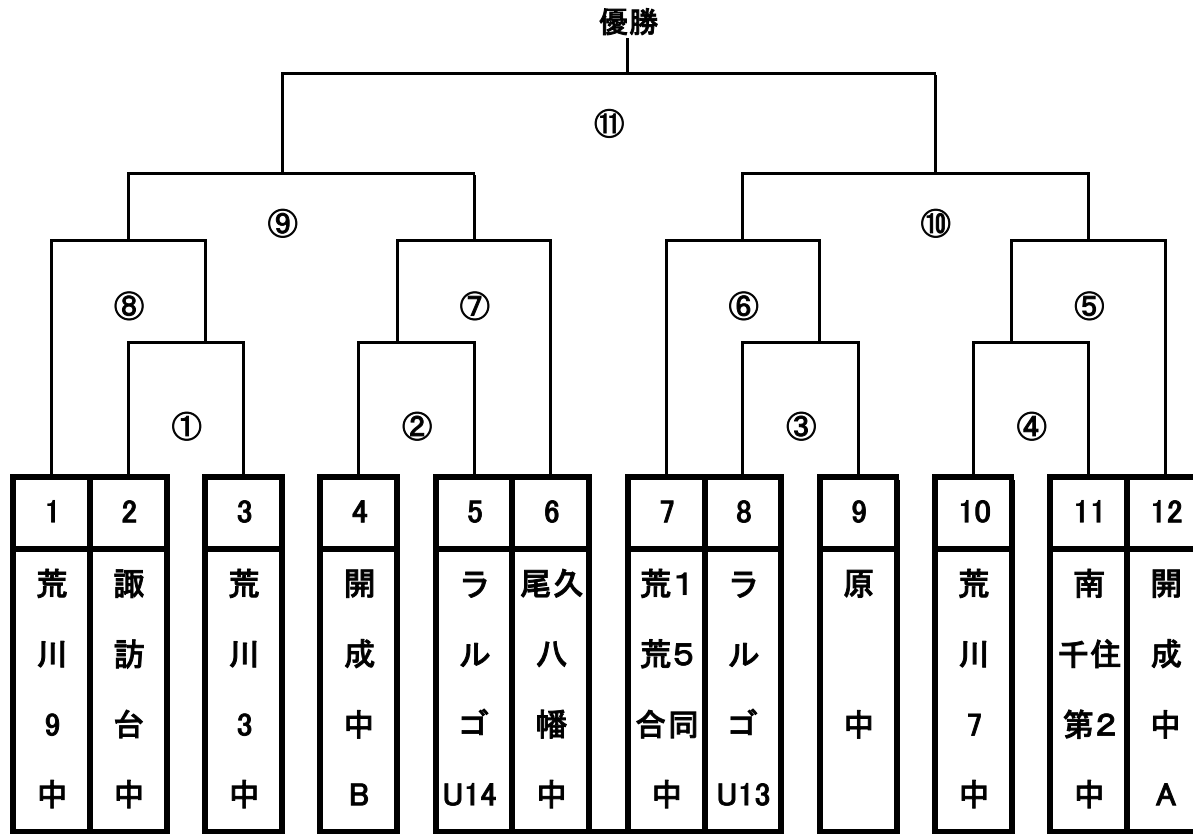 優勝
⑪
⑨
⑩
⑧
⑦
⑥
⑤
①
②
③
④
1
2
3
4
5
6
7
8
9
10
11
12
荒川9中
諏訪台中
荒川3中
開成中B
ラルゴU14
尾久八幡中
荒1荒5合同中
ラルゴU13
原中
荒川7中
南千住第2中
開成中A